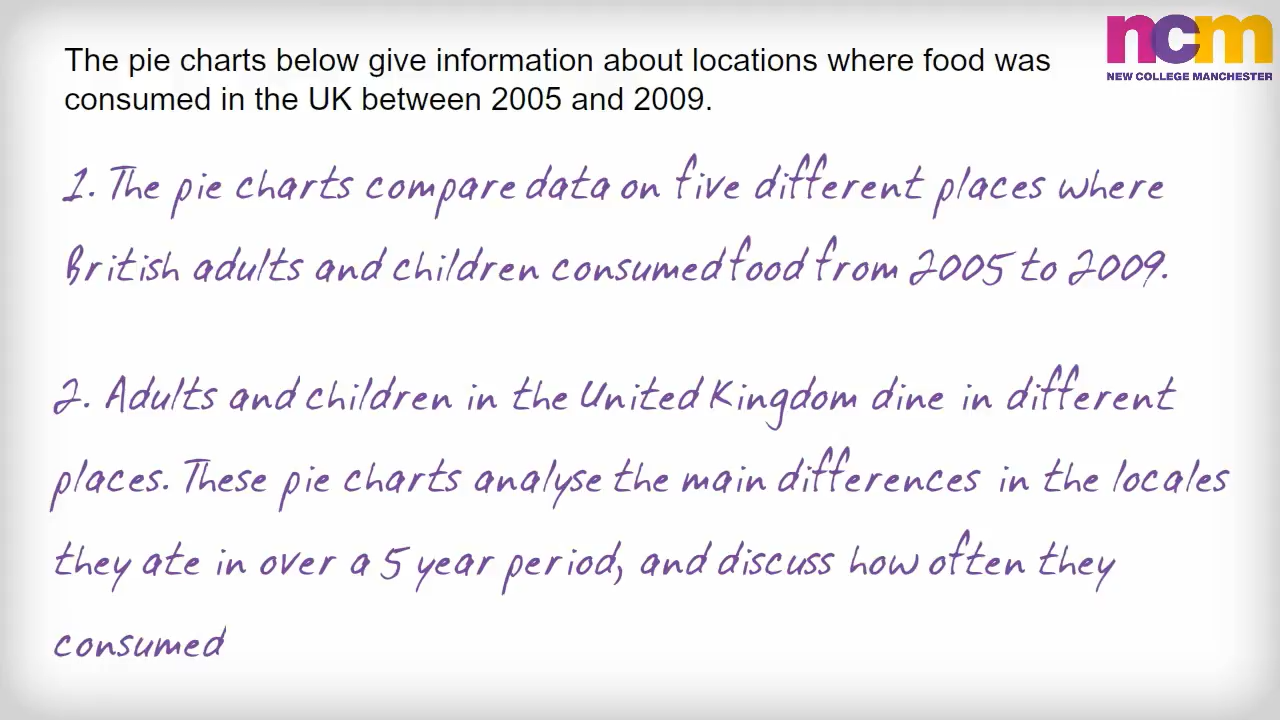 ncm
NEW COLLEGE MANCHESTER
The pie charts below give information about locations where food was
consumed in the UK between 2005 and 2009.
1. The pie charts compare data on five different places where
British adults and children consumed food from 2005 to 2009.
2. Adults and children in the United Kingdom dine in different
places. These pie charts analyse the main differences in the locales
they ate in over a 5 year period, and discuss how often they
consumed